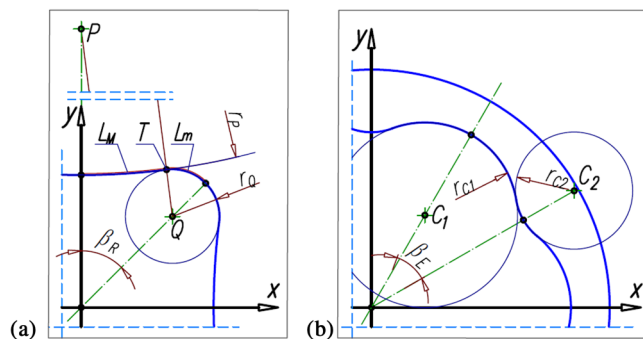 P
y
L_M
T
L_m
r_P
r_Q
Q
β_R
x
(a)
y
r_C1
r_C2
C_2
C_1
β_E
x
(b)